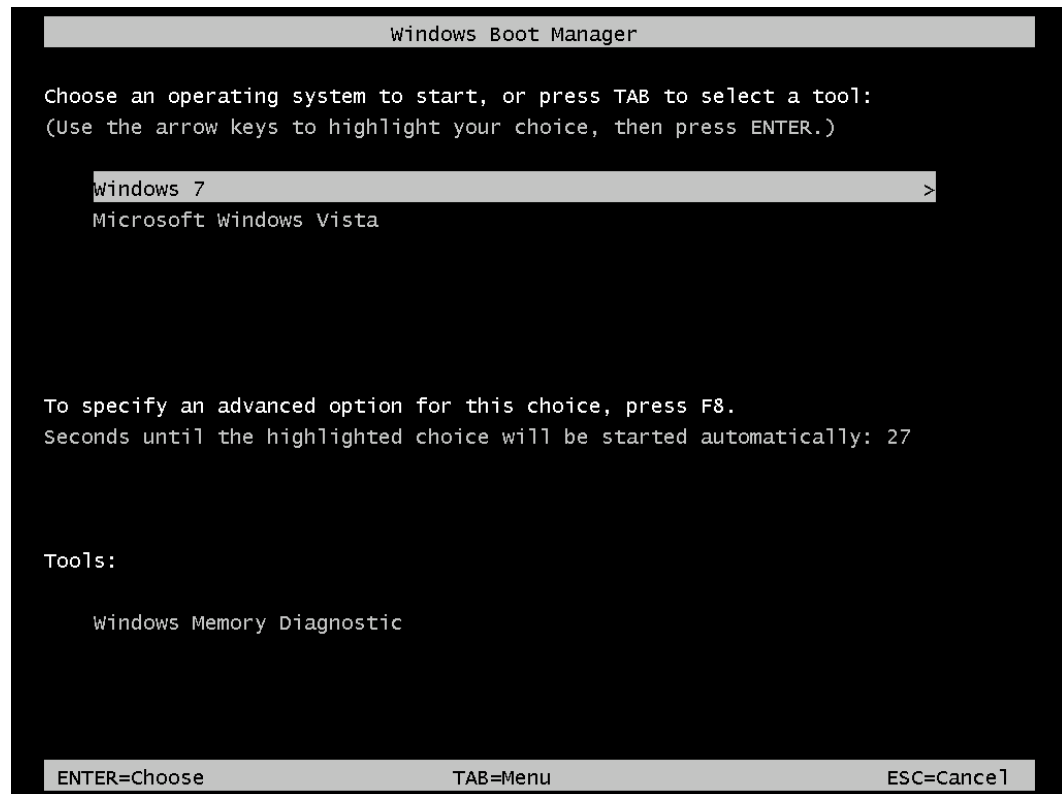 Windows Boot Manager
Choose an operating system to start, or press TAB to select a tool:
(Use the arrow keys to highlight your choice, then press ENTER.)
Windows 7 >
Microsoft Windows Vista
To specify an advanced option for this choice, press F8.
Seconds until the highlighted choice will be started automatically: 27
Tools:
Windows Memory Diagnostic
ENTER=Choose TAB=Menu ESC=Cancel